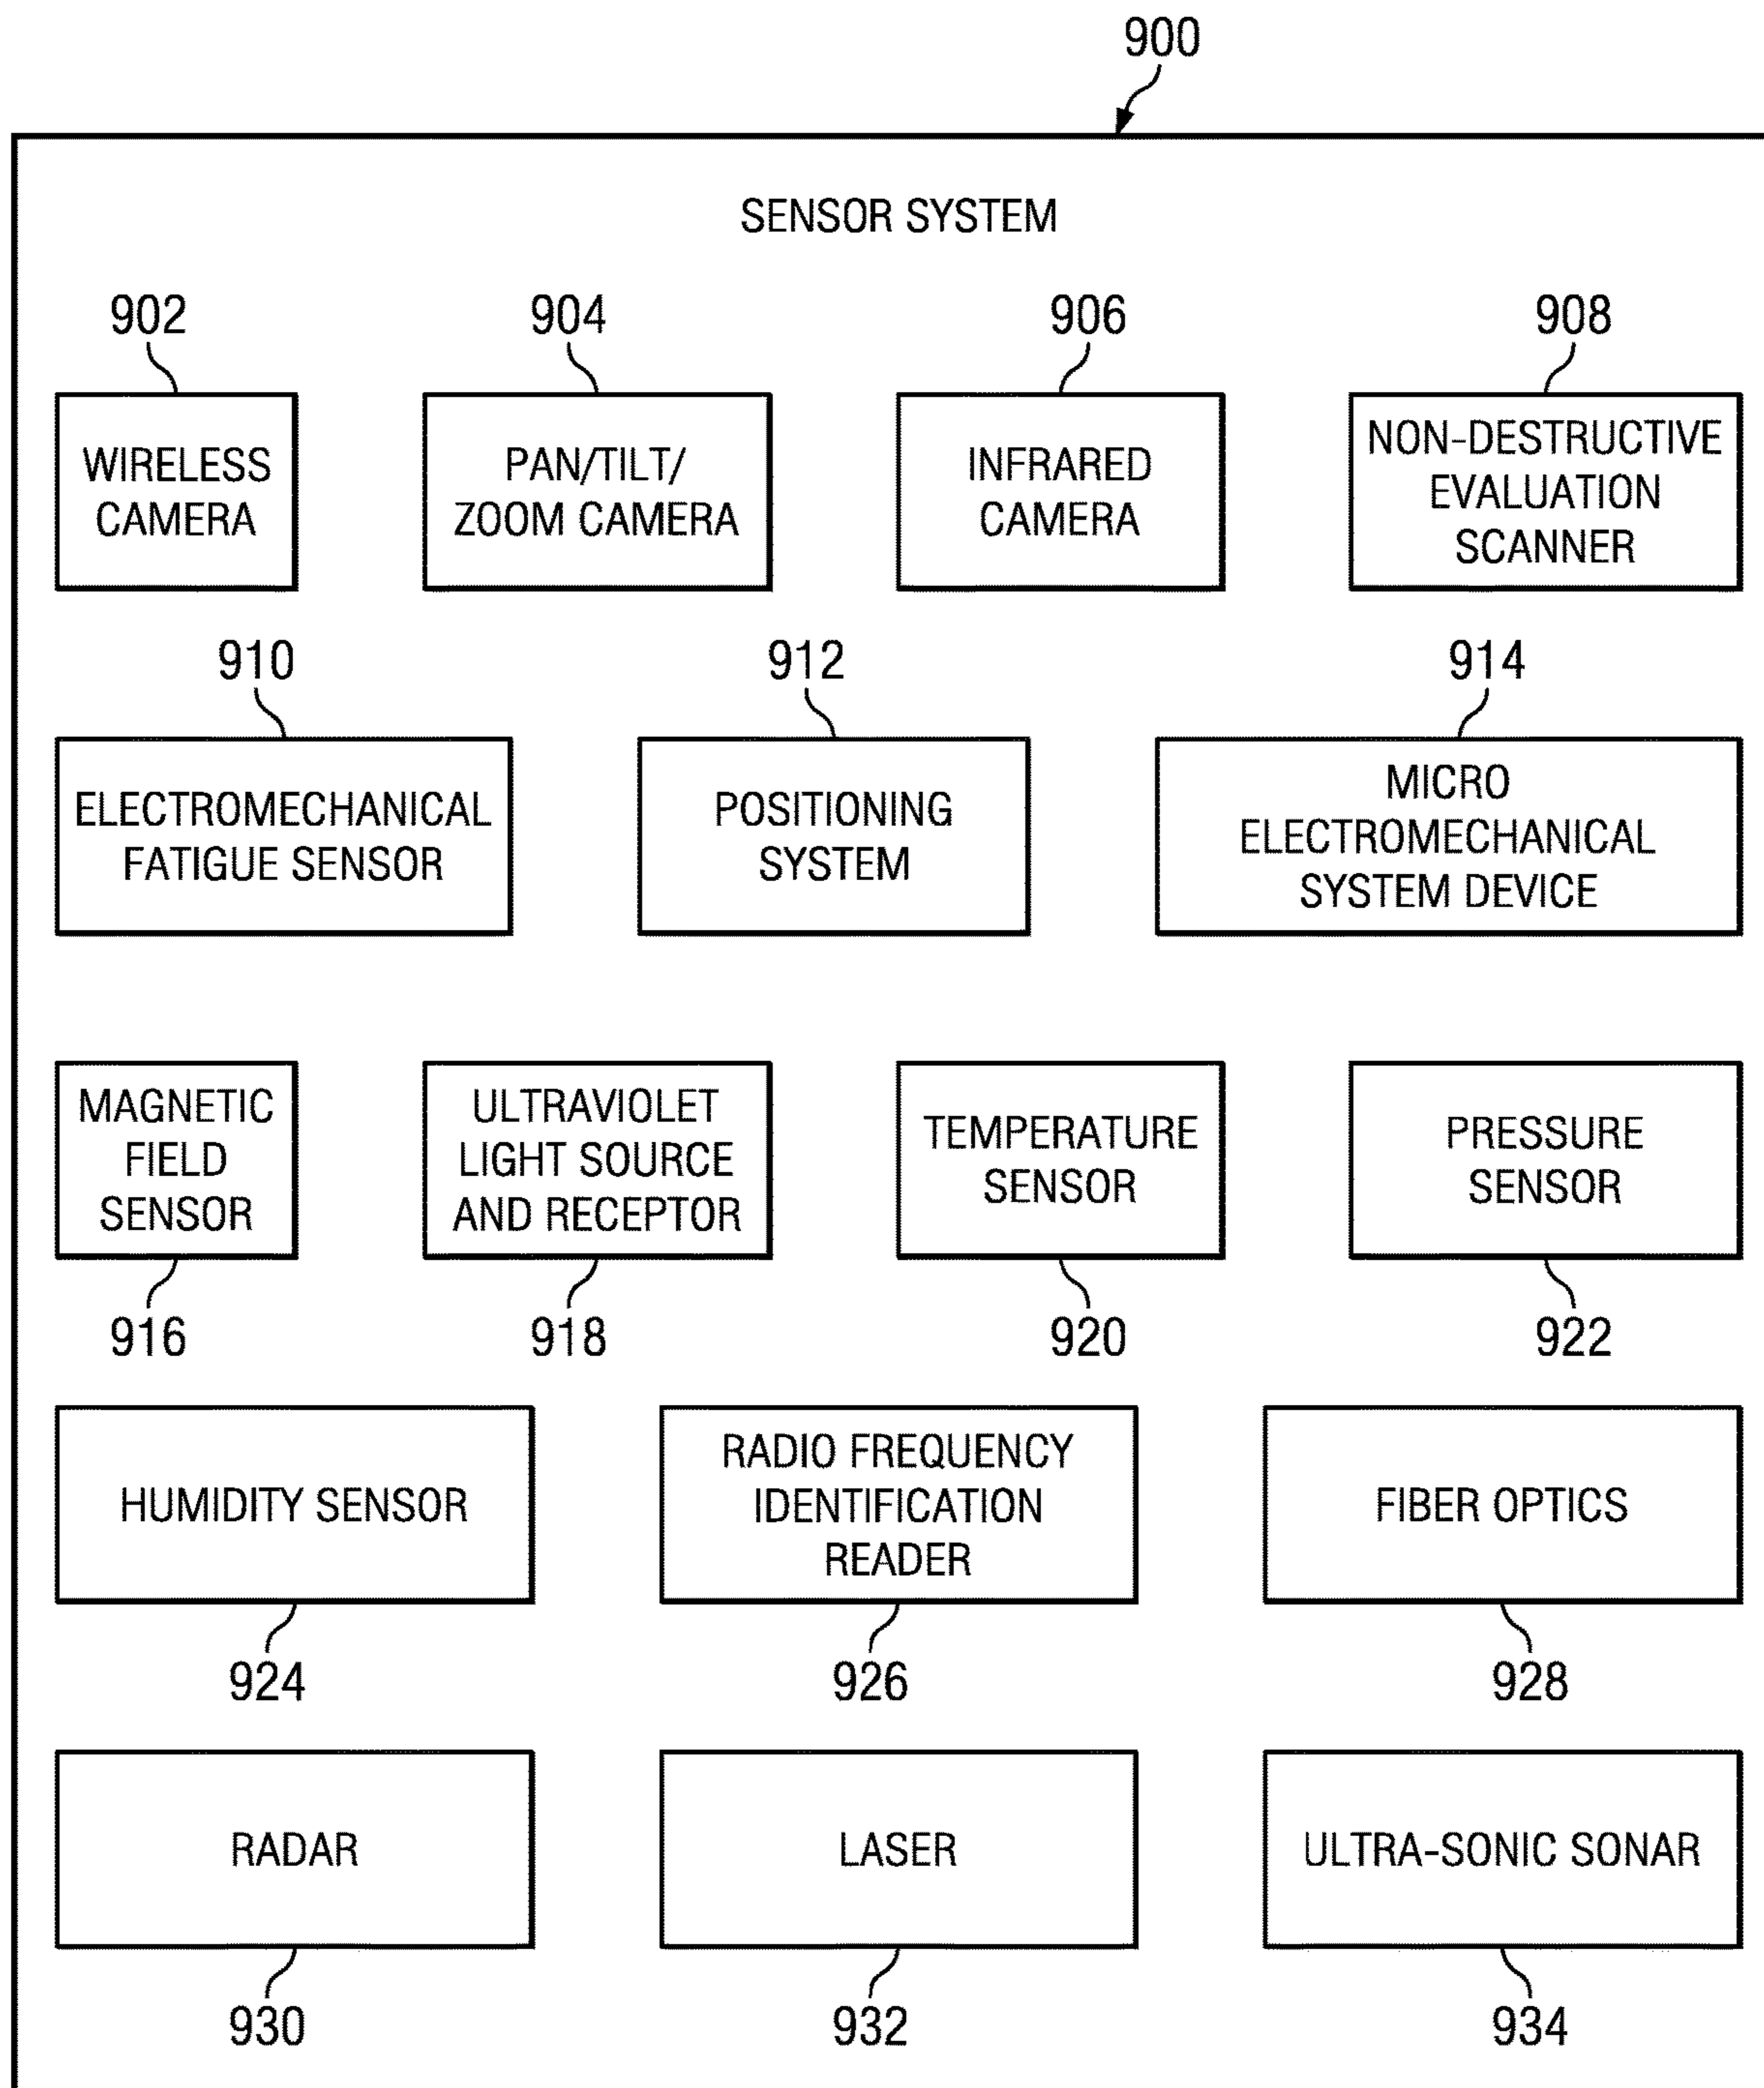 900
SENSOR SYSTEM
902
904
906
908
WIRELESS
CAMERA
PAN/TILT/
ZOOM CAMERA
INFRARED
CAMERA
NON-DESTRUCTIVE
EVALUATION
SCANNER
910
912
914
ELECTROMECHANICAL
FATIGUE SENSOR
POSITIONING
SYSTEM
MICRO
ELECTROMECHANICAL
SYSTEM DEVICE
MAGNETIC
FIELD
SENSOR
ULTRAVIOLET
LIGHT SOURCE
AND RECEPTOR
TEMPERATURE
SENSOR
PRESSURE
SENSOR
916
918
920
922
HUMIDITY SENSOR
RADIO FREQUENCY
IDENTIFICATION
READER
FIBER OPTICS
924
926
928
RADAR
LASER
ULTRA-SONIC SONAR
930
932
934